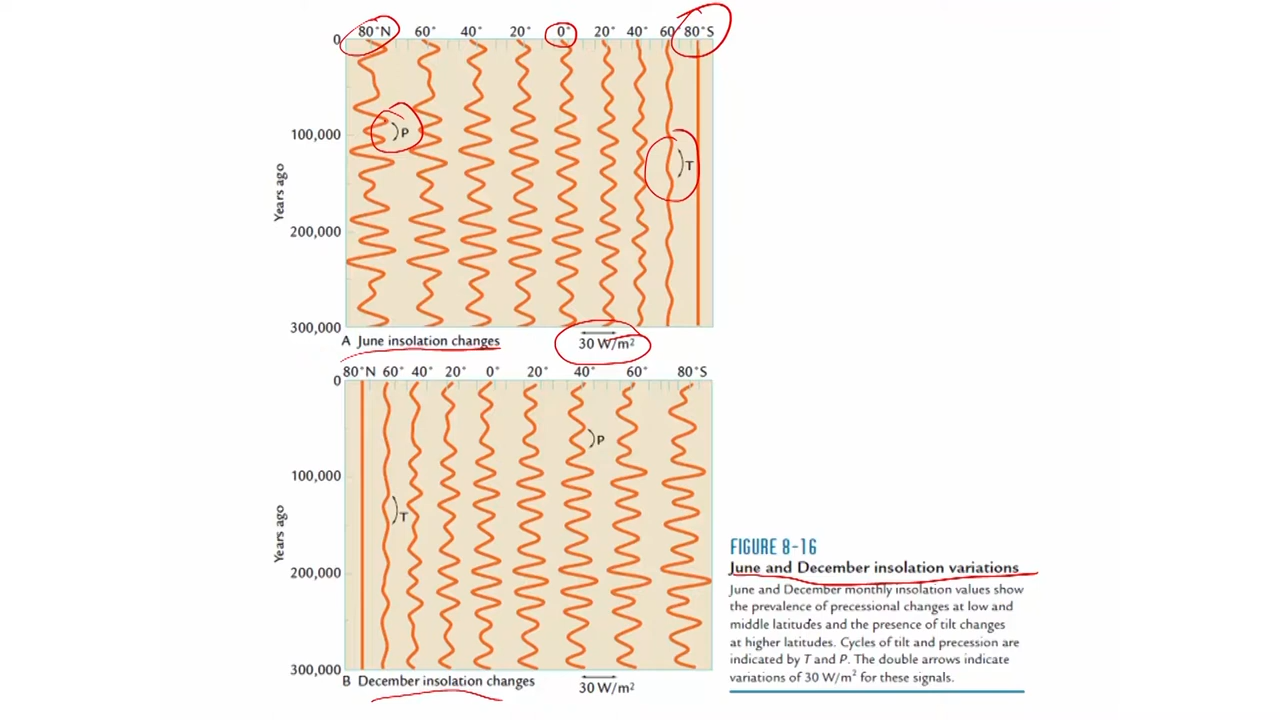 80°N 60° 40° 20° 0° 20° 40° 60° 80°S
0
P
100,000
T
Years ago
200,000
300,000
A June insolation changes
30 W/m²
80°N 60° 40° 20° 0° 20° 40° 60° 80°S
0
P
100,000
T
Years ago
200,000
300,000
B December insolation changes
30 W/m²
FIGURE 8-16
June and December insolation variations
June and December monthly insolation values show
the prevalence of precessional changes at low and
middle latitudes and the presence of tilt changes
at higher latitudes. Cycles of tilt and precession are
indicated by T and P. The double arrows indicate
variations of 30 W/m² for these signals.